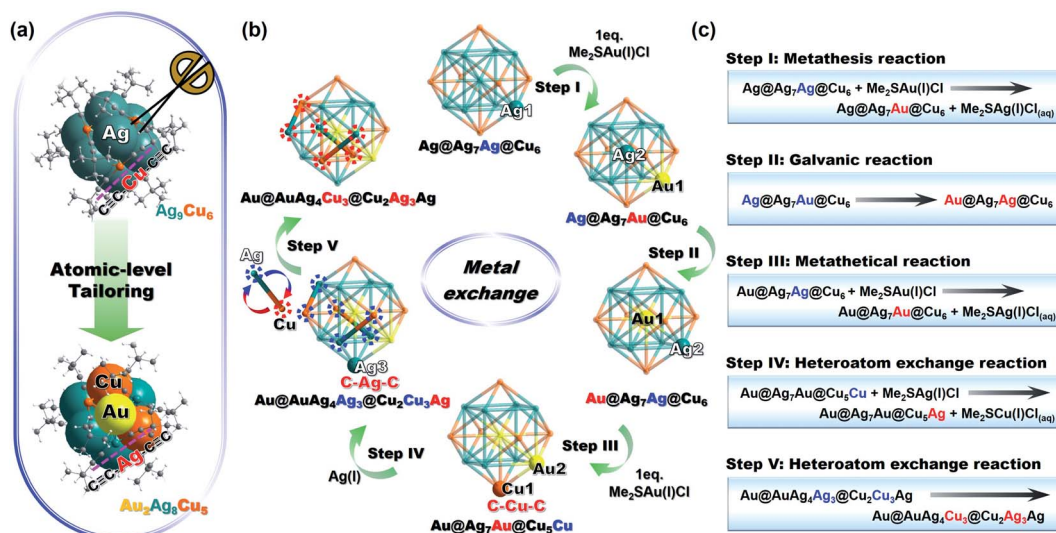 (a)
Ag
C≡C-Cu-C≡C
Ag₉Cu₆
Atomic-level
Tailoring
Cu
Au
C≡C-Ag-C≡C
Au₂Ag₈Cu₅
(b)
1eq.
Me₂SAu(I)Cl
Step I
Ag1
Ag@Ag₇Ag@Cu₆
Ag2
Au1
Ag@Ag₇Au@Cu₆
Step II
Au1
Ag2
Au@Ag₇Ag@Cu₆
Step III
1eq.
Me₂SAu(I)Cl
Au2
Cu1
C-Cu-C
Au@Ag₇Au@Cu₅Cu
Step IV
Ag(I)
Ag3
C-Ag-C
Au@AuAg₄Ag₃@Cu₂Cu₃Ag
Ag
Cu
Step V
Au@AuAg₄Cu₃@Cu₂Ag₃Ag
Metal
exchange
(c)
Step I: Metathesis reaction
Ag@Ag₇Ag@Cu₆ + Me₂SAu(I)Cl
Ag@Ag₇Au@Cu₆ + Me₂SAg(I)Cl(aq)
Step II: Galvanic reaction
Ag@Ag₇Au@Cu₆ Au@Ag₇Ag@Cu₆
Step III: Metathetical reaction
Au@Ag₇Ag@Cu₆ + Me₂SAu(I)Cl
Au@Ag₇Au@Cu₆ + Me₂SAg(I)Cl(aq)
Step IV: Heteroatom exchange reaction
Au@Ag₇Au@Cu₅Cu + Me₂SAg(I)Cl
Au@Ag₇Au@Cu₅Ag + Me₂SCu(I)Cl(aq)
Step V: Heteroatom exchange reaction
Au@AuAg₄Ag₃@Cu₂Cu₃Ag
Au@AuAg₄Cu₃@Cu₂Ag₃Ag